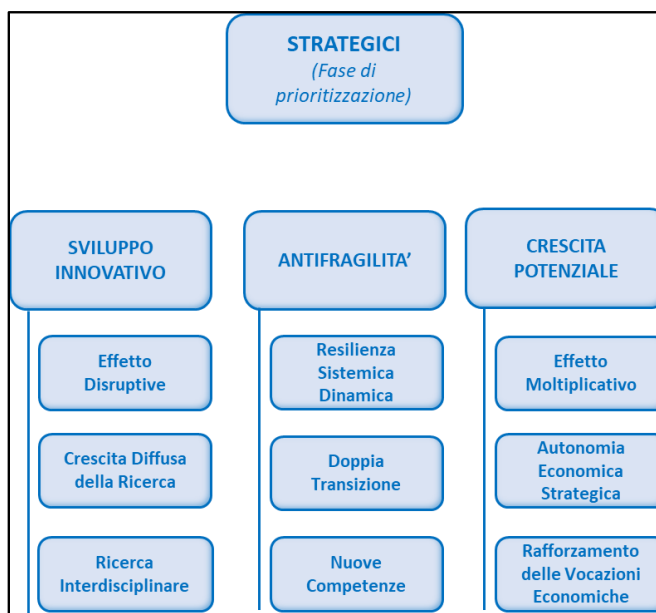 STRATEGICI
(Fase di
prioritizzazione)
SVILUPPO
INNOVATIVO
ANTIFRAGILITA’
CRESCITA
POTENZIALE
Effetto
Disruptive
Resilienza
Sistemica
Dinamica
Effetto
Moltiplicativo
Crescita Diffusa
della Ricerca
Doppia
Transizione
Autonomia
Economica
Strategica
Ricerca
Interdisciplinare
Nuove
Competenze
Rafforzamento
delle Vocazioni
Economiche